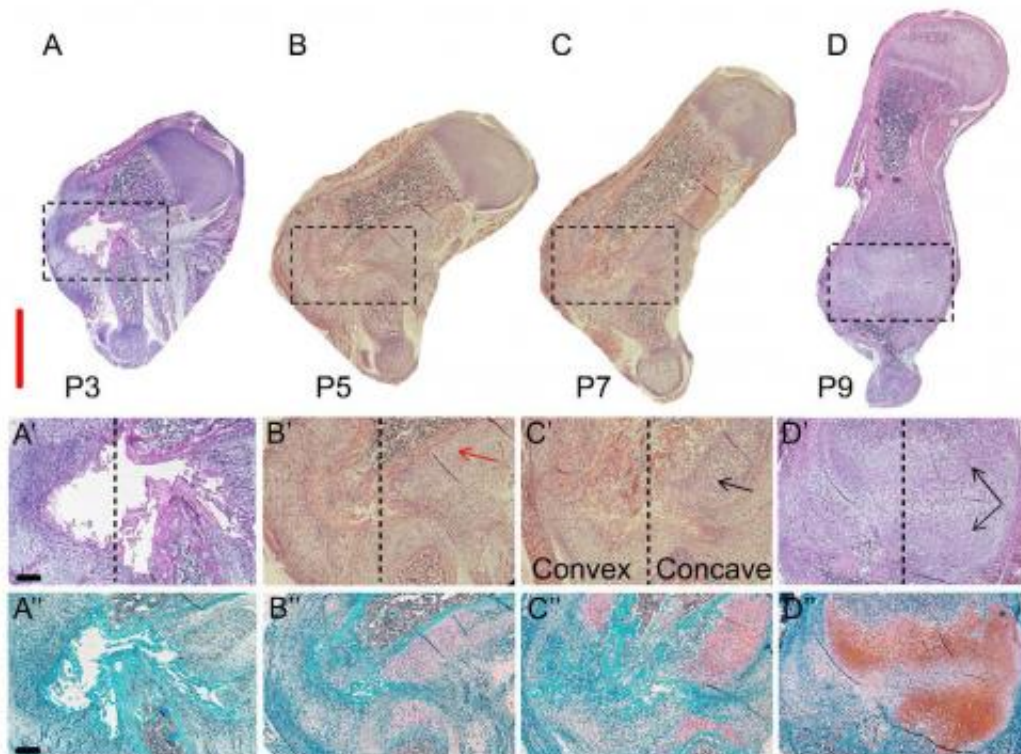 A B C D
P3 P5 P7 P9
A' B' C' D'
Convex Concave
A" B" C" D"